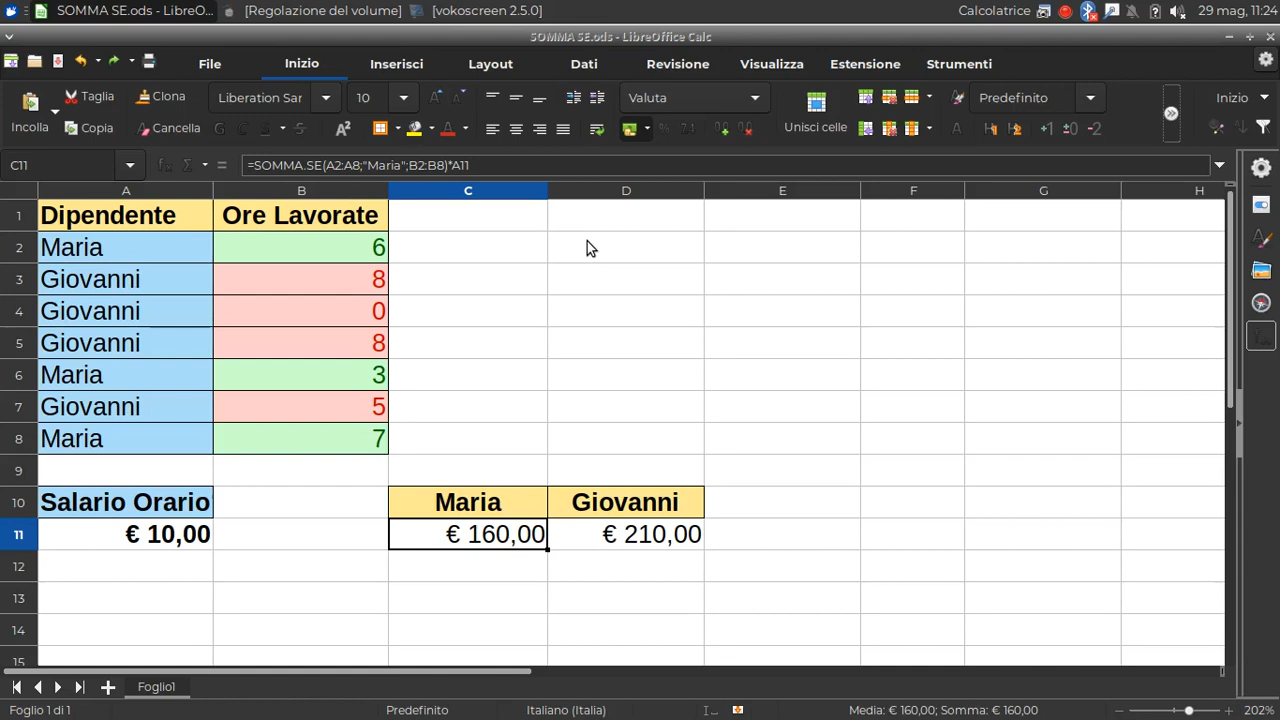 SOMMA SE.ods - LibreO... [Regolazione del volume] [vokoscreen 2.5.0] Calcolatrice 29 mag, 11:24
SOMMA SE.ods - LibreOffice Calc
File Inizio Inserisci Layout Dati Revisione Visualizza Estensione Strumenti
Taglia Clona Liberation Sar 10 Valuta Predefinito Inizio
Incolla Copia Cancella Unisci celle
C11 =SOMMA.SE(A2:A8;"Maria";B2:B8)*A11
A B C D E F G H
1 Dipendente Ore Lavorate
2 Maria 6
3 Giovanni 8
4 Giovanni 0
5 Giovanni 8
6 Maria 3
7 Giovanni 5
8 Maria 7
9
10 Salario Orario Maria Giovanni
11 € 10,00 € 160,00 € 210,00
12
13
14
15
Foglio1
Foglio 1 di 1 Predefinito Italiano (Italia) Media: € 160,00; Somma: € 160,00 202%